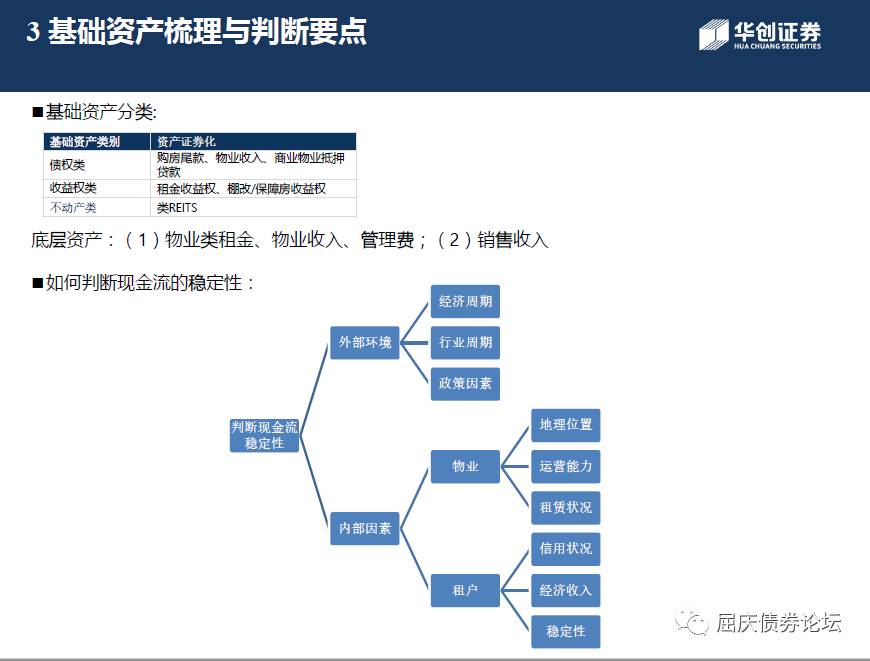 3 基础资产梳理与判断要点
华创证券
HUA CHUANG SECURITIES
■基础资产分类:
基础资产类别 资产证券化
债权类 购房尾款、物业收入、商业物业抵押
贷款
收益权类 租金收益权、棚改/保障房收益权
不动产类 类REITS
底层资产：（1）物业类租金、物业收入、管理费；（2）销售收入
■如何判断现金流的稳定性：
判断现金流
稳定性
外部环境
经济周期
行业周期
政策因素
内部因素
物业
地理位置
运营能力
租赁状况
租户
信用状况
经济收入
稳定性
屈庆债券论坛